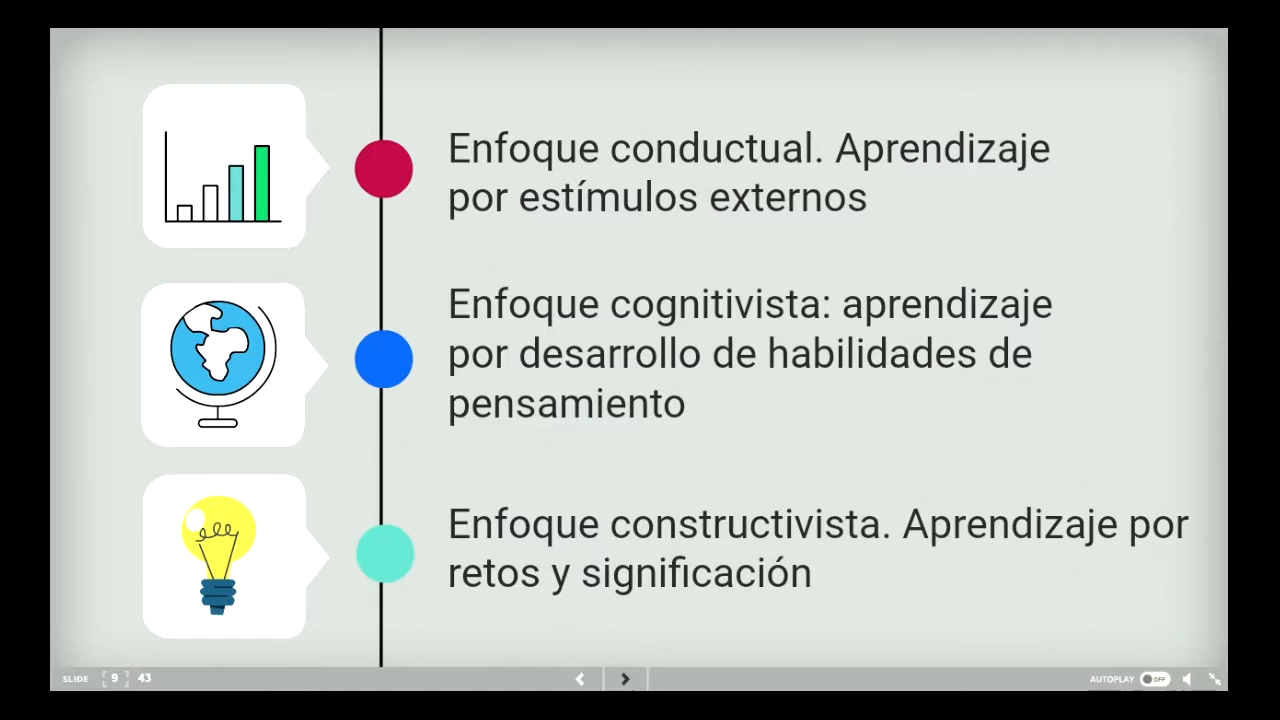 Enfoque conductual. Aprendizaje
por estímulos externos
Enfoque cognitivista: aprendizaje
por desarrollo de habilidades de
pensamiento
Enfoque constructivista. Aprendizaje por
retos y significación
SLIDE 9 43
AUTOPLAY OFF